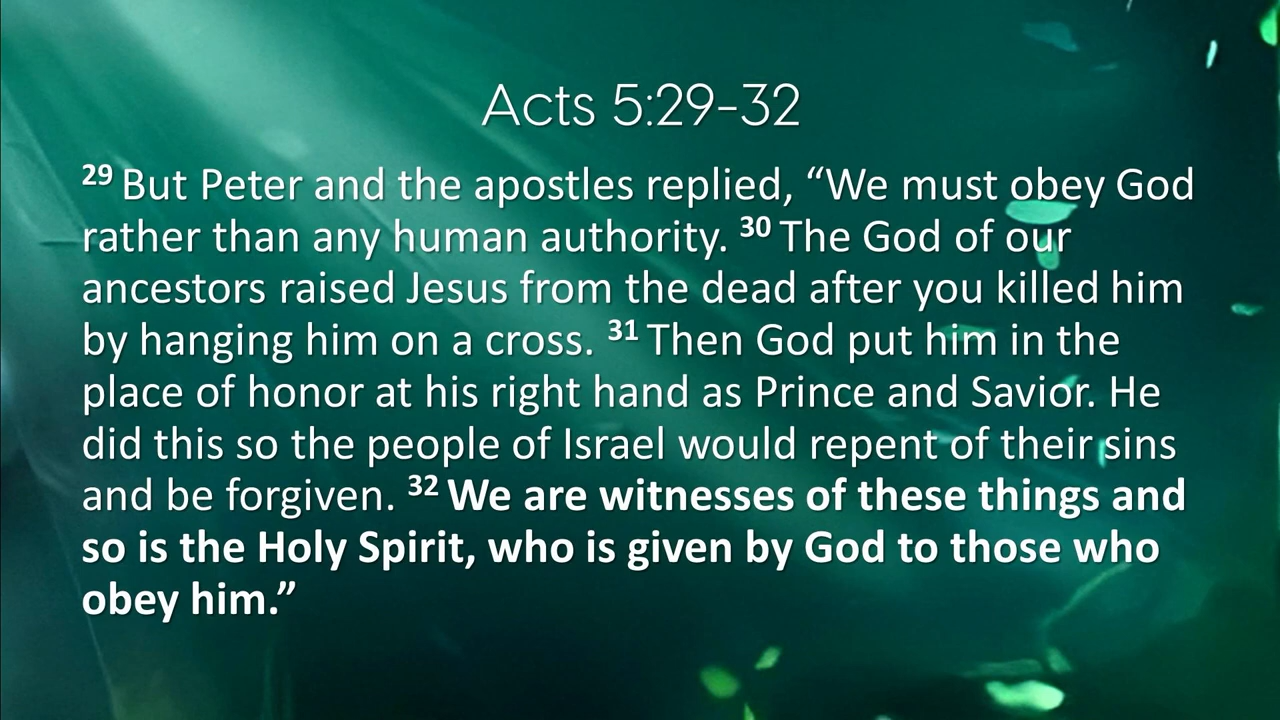 Acts 5:29-32
29 But Peter and the apostles replied, “We must obey God
rather than any human authority. 30 The God of our
ancestors raised Jesus from the dead after you killed him
by hanging him on a cross. 31 Then God put him in the
place of honor at his right hand as Prince and Savior. He
did this so the people of Israel would repent of their sins
and be forgiven. 32 We are witnesses of these things and
so is the Holy Spirit, who is given by God to those who
obey him.”